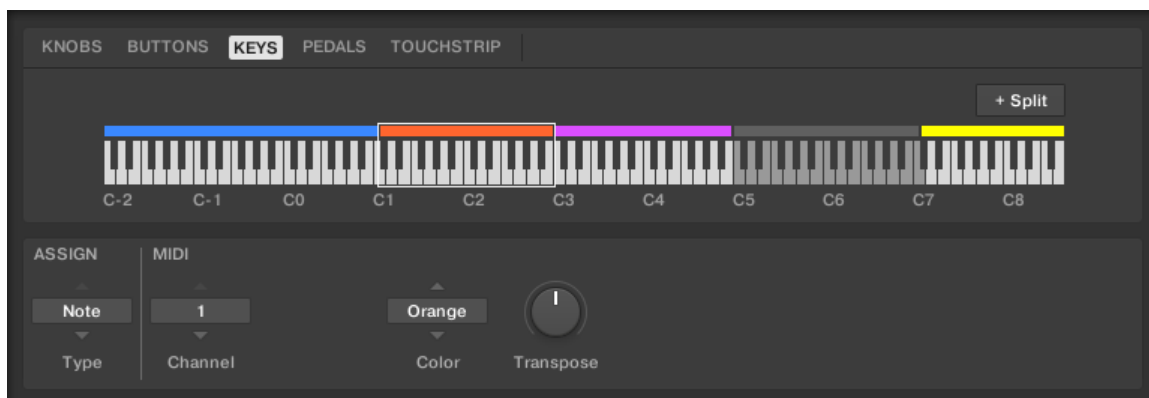 KNOBS BUTTONS KEYS PEDALS TOUCHSTRIP
+ Split
C-2 C-1 C0 C1 C2 C3 C4 C5 C6 C7 C8
ASSIGN MIDI
Note 1 Orange
Type Channel Color Transpose